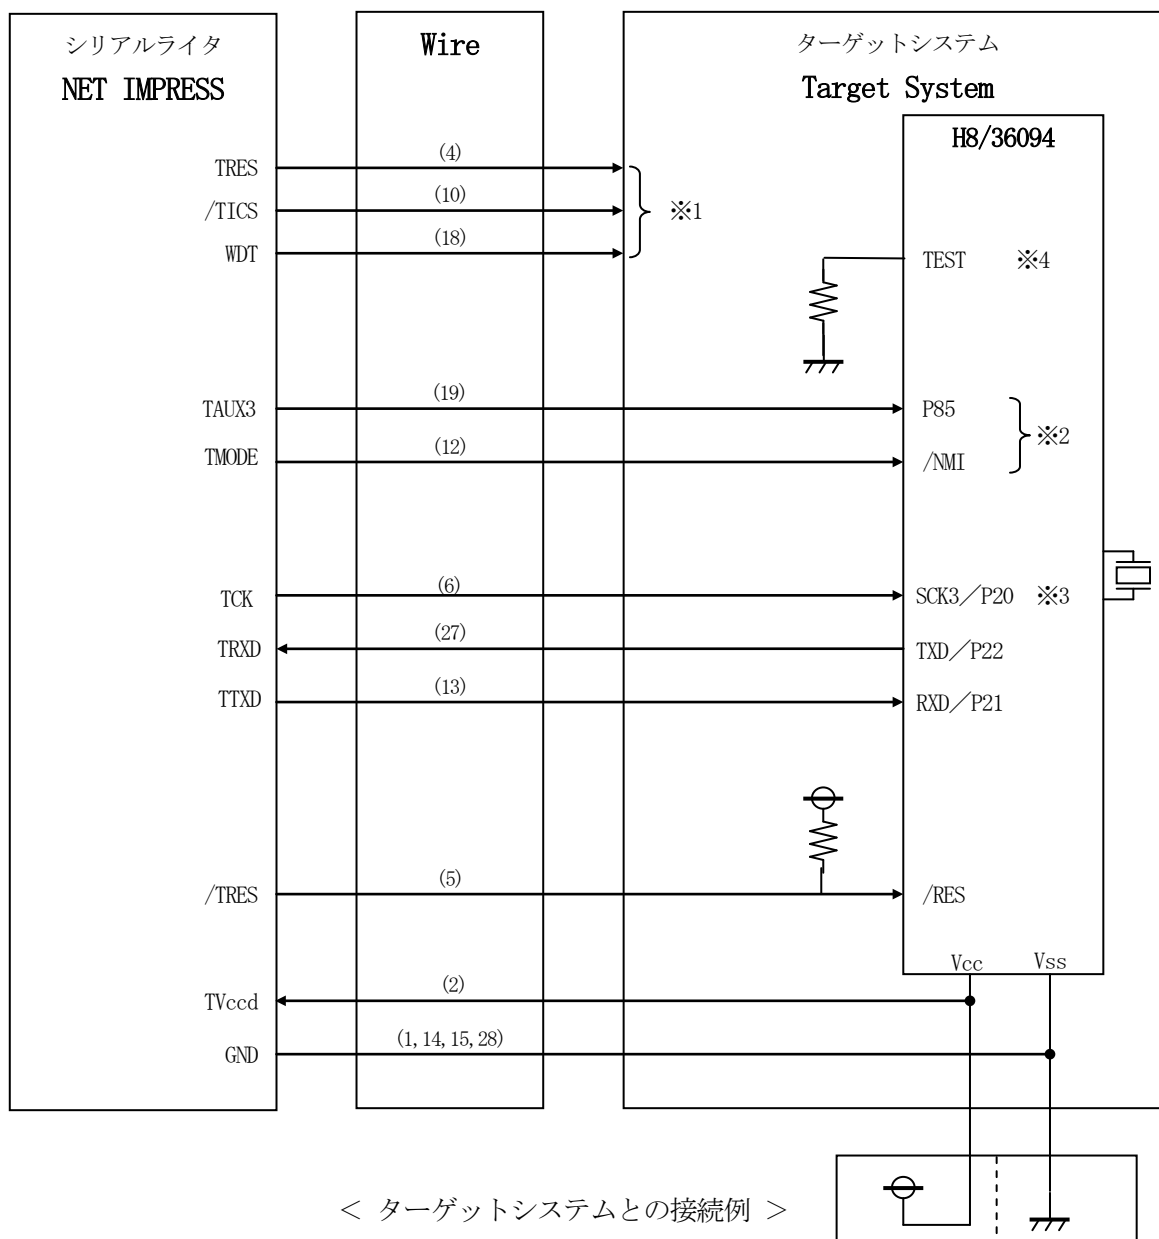 シリアルライタ
NET IMPRESS
Wire
ターゲットシステム
Target System
H8/36094
TRES
(4)
/TICS
(10)
※1
WDT
(18)
TEST ※4
TAUX3
(19)
P85
※2
TMODE
(12)
/NMI
TCK
(6)
SCK3／P20 ※3
TRXD
(27)
TXD／P22
TTXD
(13)
RXD／P21
/TRES
(5)
/RES
Vcc
Vss
TVccd
(2)
GND
(1,14,15,28)
＜ ターゲットシステムとの接続例 ＞